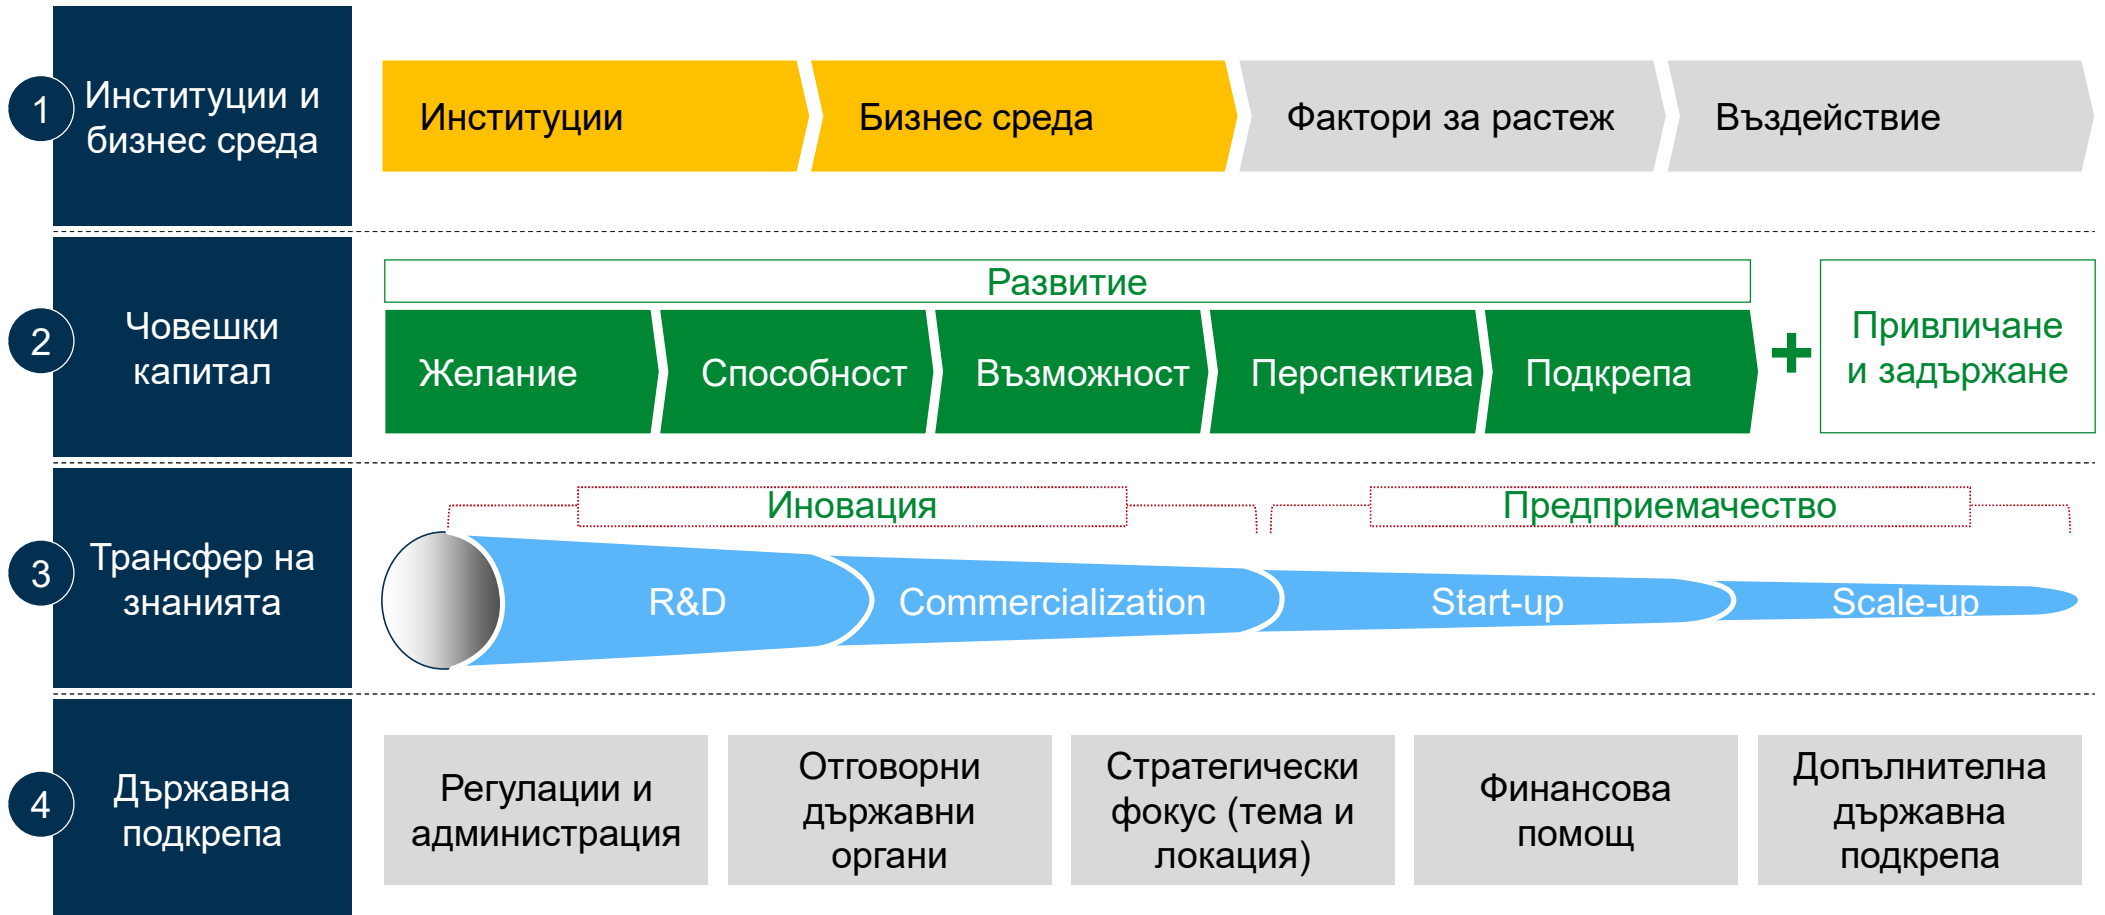 1
Институции и
бизнес среда
Институции
Бизнес среда
Фактори за растеж
Въздействие
2
Човешки
капитал
Развитие
Желание
Способност
Възможност
Перспектива
Подкрепа
+
Привличане
и задържане
3
Трансфер на
знанията
Иновация
Предприемачество
R&D
Commercialization
Start-up
Scale-up
4
Държавна
подкрепа
Регулации и
администрация
Отговорни
държавни
органи
Стратегически
фокус (тема и
локация)
Финансова
помощ
Допълнителна
държавна
подкрепа